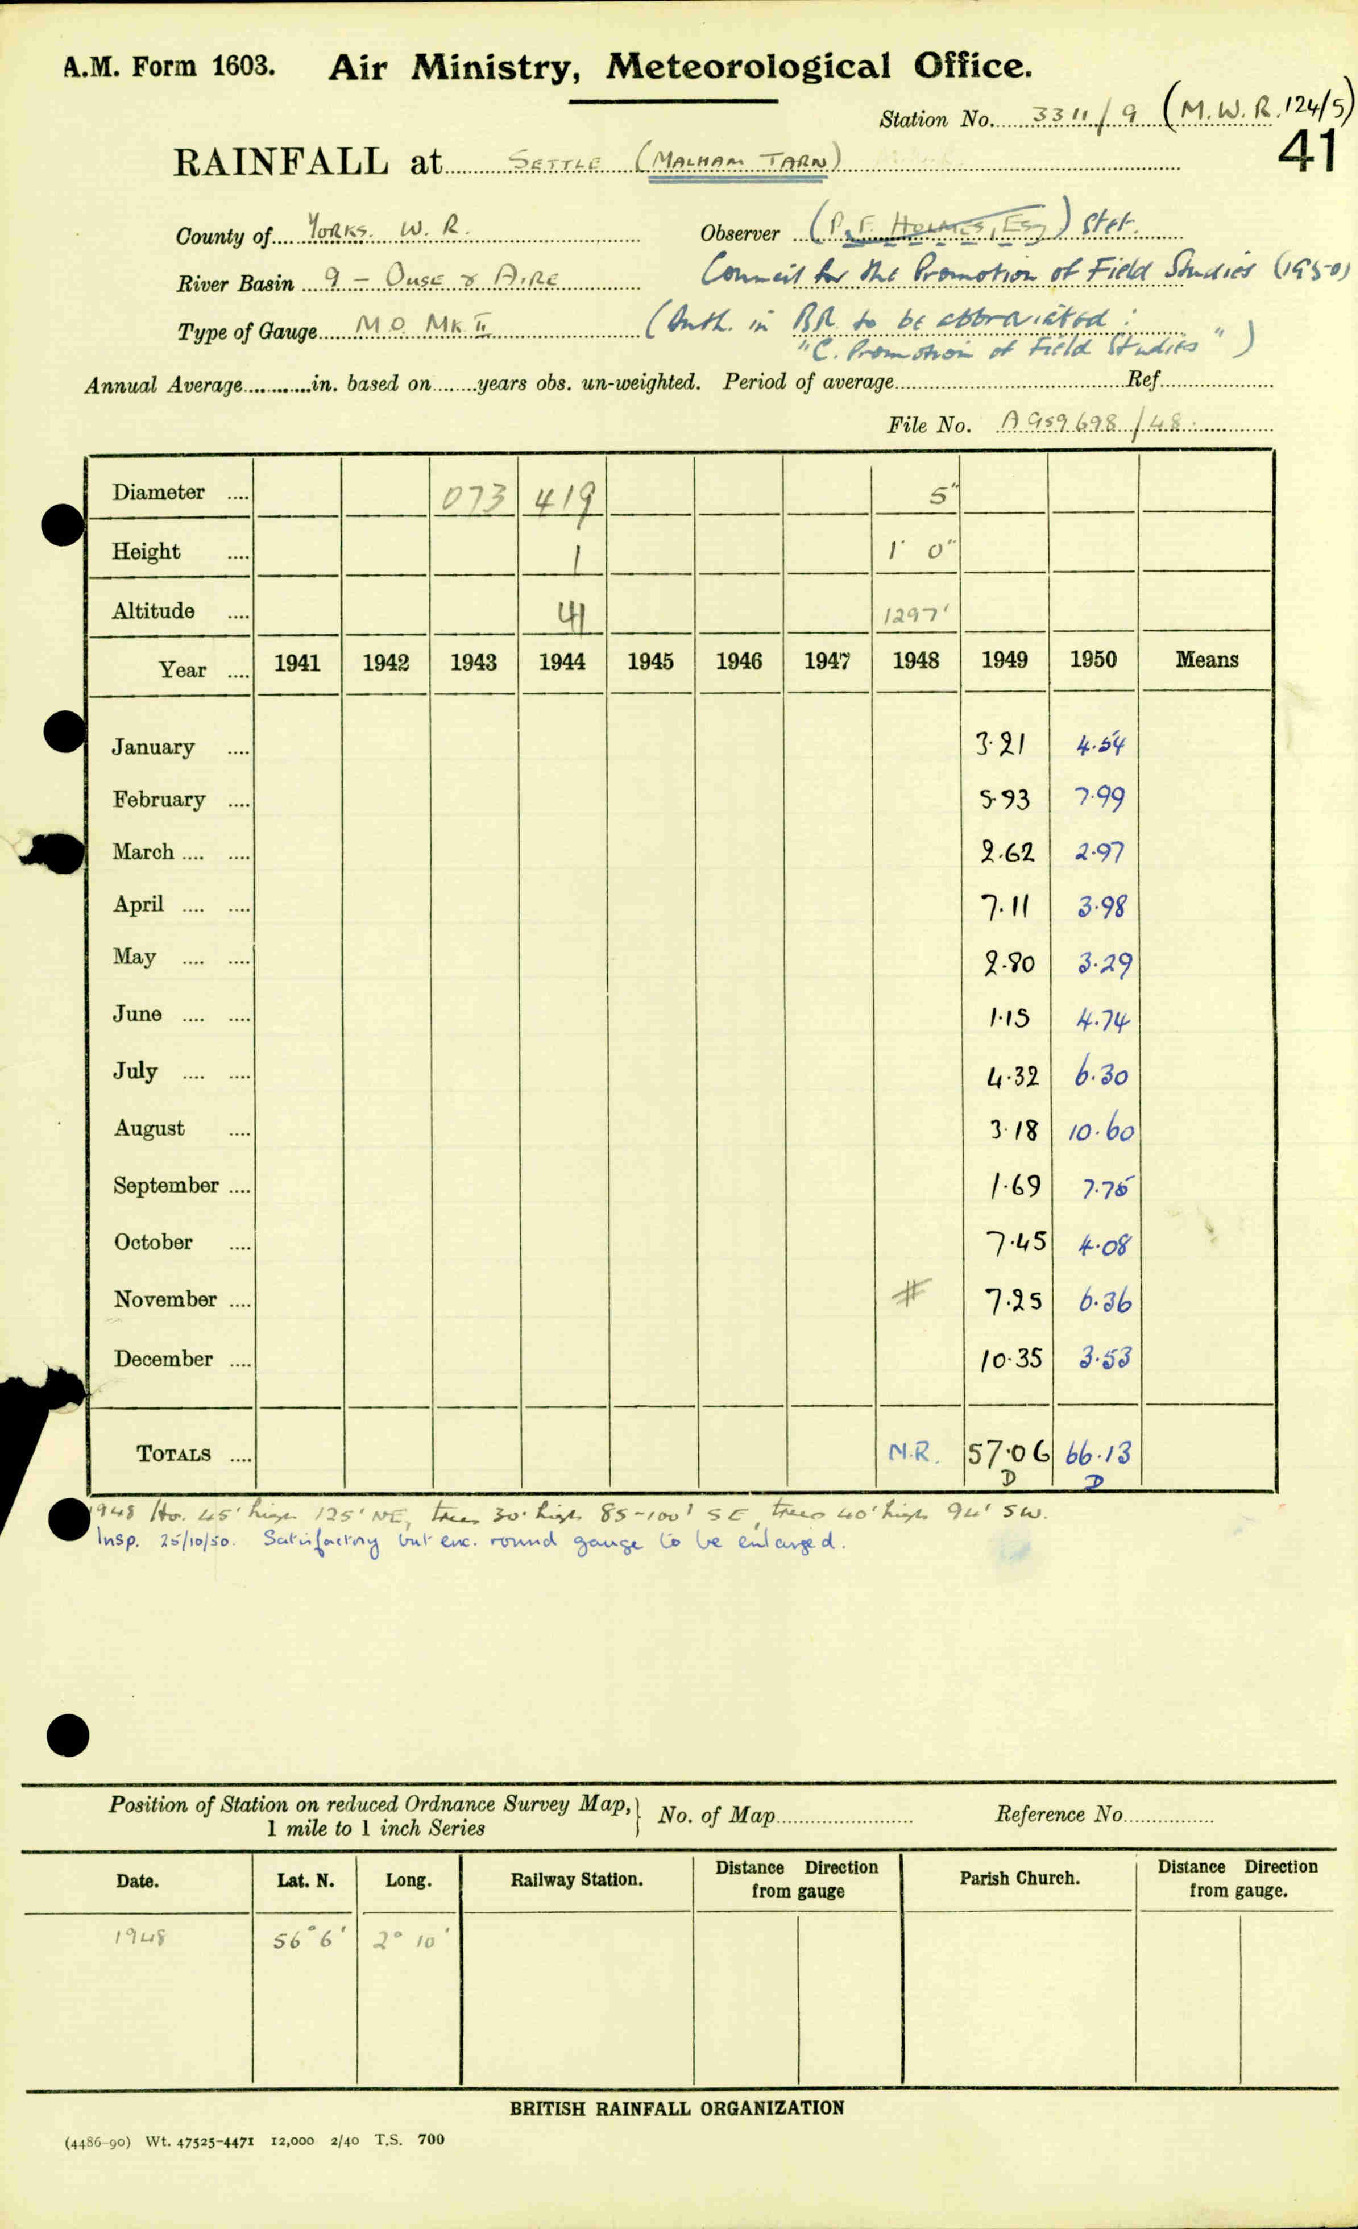 A.M. Form 1603. Air Ministry, Meteorological Office.
Station No. 3311/9 (M.W.R. 124/5)
41
RAINFALL at SETTLE (MALHAM TARN)
County of YORKS. W. R. Observer (P. F. HOLMES, ESQ) Stet.
River Basin 9 - OUSE & AIRE Council for the Promotion of Field Studies (1950)
Type of Gauge M.O. MK II (Auth. in B.R. to be abbreviated:
"C. Promotion of Field Studies")
Annual Average in. based on years obs. un-weighted. Period of average Ref.
File No. A959698/48
Diameter 073 419 5"
Height 1 1' 0"
Altitude 41 1297'
Year 1941 1942 1943 1944 1945 1946 1947 1948 1949 1950 Means
January 3.21 4.54
February 5.93 7.99
March 2.62 2.97
April 7.11 3.98
May 2.80 3.29
June 1.15 4.74
July 4.32 6.30
August 3.18 10.60
September 1.69 7.75
October 7.45 4.08
November # 7.25 6.36
December 10.35 3.53
TOTALS N.R. 57.06 66.13
D D
1948 Ho. 45' high 125' NE, trees 30' high 85-100' SE, trees 40' high 94' SW.
Insp. 25/10/50. Satisfactory but enc. round gauge to be enlarged.
Position of Station on reduced Ordnance Survey Map, 1 mile to 1 inch Series } No. of Map Reference No.
Date. Lat. N. Long. Railway Station. Distance Direction from gauge Parish Church. Distance Direction from gauge.
1948 56° 6' 2° 10'
BRITISH RAINFALL ORGANIZATION
(4486-90) Wt. 47525-4471 12,000 2/40 T.S. 700